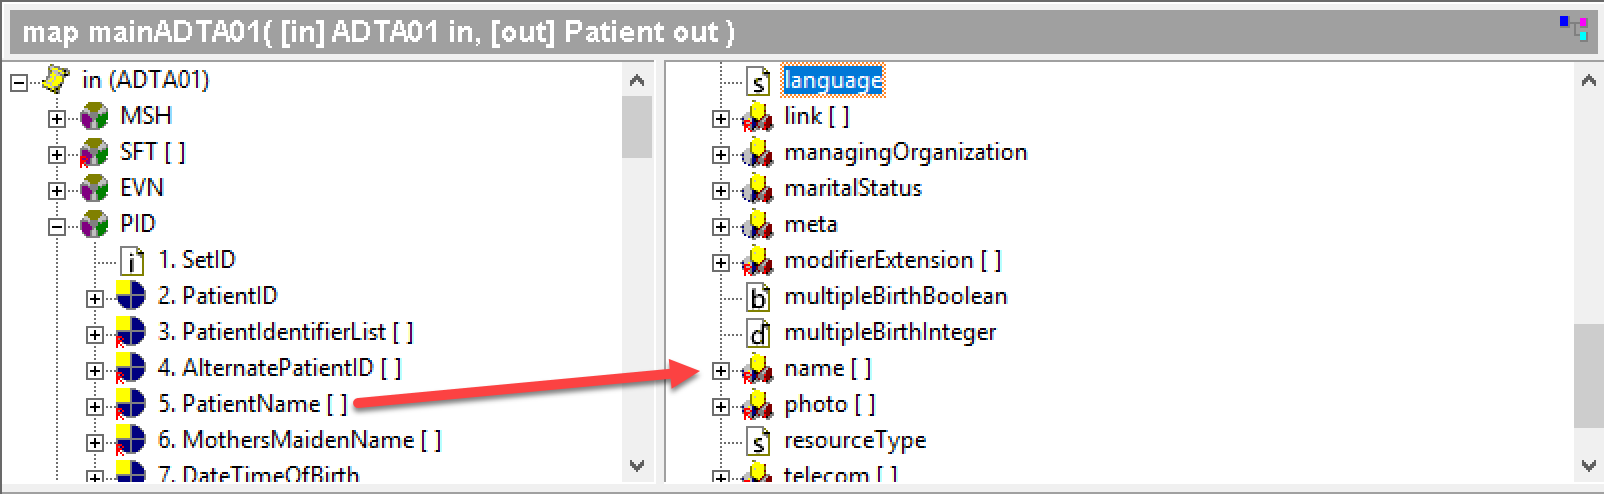 map mainADTA01( [in] ADTA01 in, [out] Patient out )
in (ADTA01)
MSH
SFT [ ]
EVN
PID
1. SetID
2. PatientID
3. PatientIdentifierList [ ]
4. AlternatePatientID [ ]
5. PatientName [ ]
6. MothersMaidenName [ ]
7. DateTimeOfBirth
language
link [ ]
managingOrganization
maritalStatus
meta
modifierExtension [ ]
multipleBirthBoolean
multipleBirthInteger
name [ ]
photo [ ]
resourceType
telecom [ ]